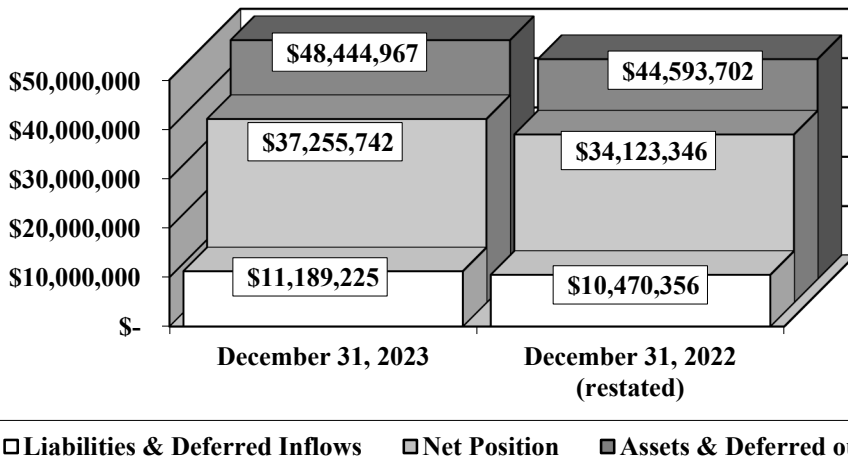 $50,000,000
$40,000,000
$30,000,000
$20,000,000
$10,000,000
$-
$48,444,967
$44,593,702
$37,255,742
$34,123,346
$11,189,225
$10,470,356
December 31, 2023
December 31, 2022
(restated)
Liabilities & Deferred Inflows
Net Position
Assets & Deferred